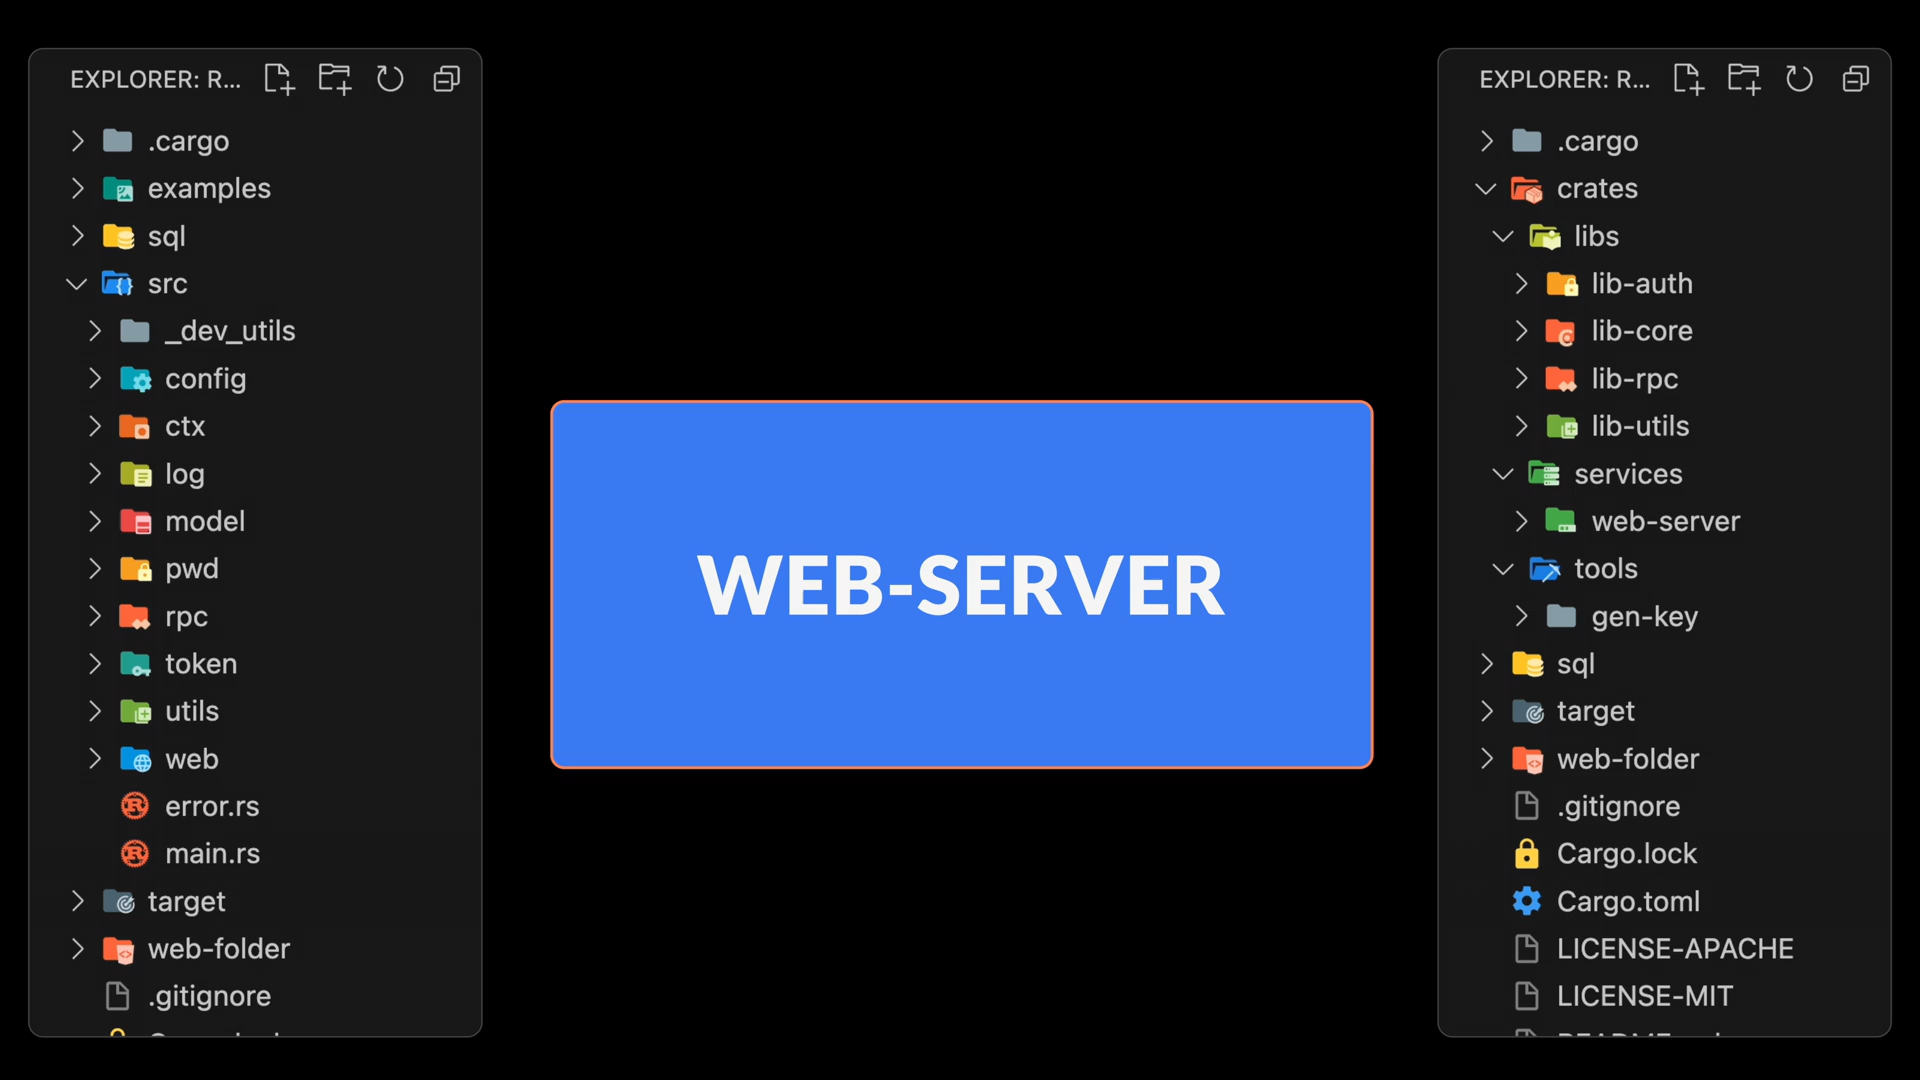 EXPLORER: R...
.cargo
examples
sql
src
_dev_utils
config
ctx
log
model
pwd
rpc
token
utils
web
error.rs
main.rs
target
web-folder
.gitignore
WEB-SERVER
EXPLORER: R...
.cargo
crates
libs
lib-auth
lib-core
lib-rpc
lib-utils
services
web-server
tools
gen-key
sql
target
web-folder
.gitignore
Cargo.lock
Cargo.toml
LICENSE-APACHE
LICENSE-MIT